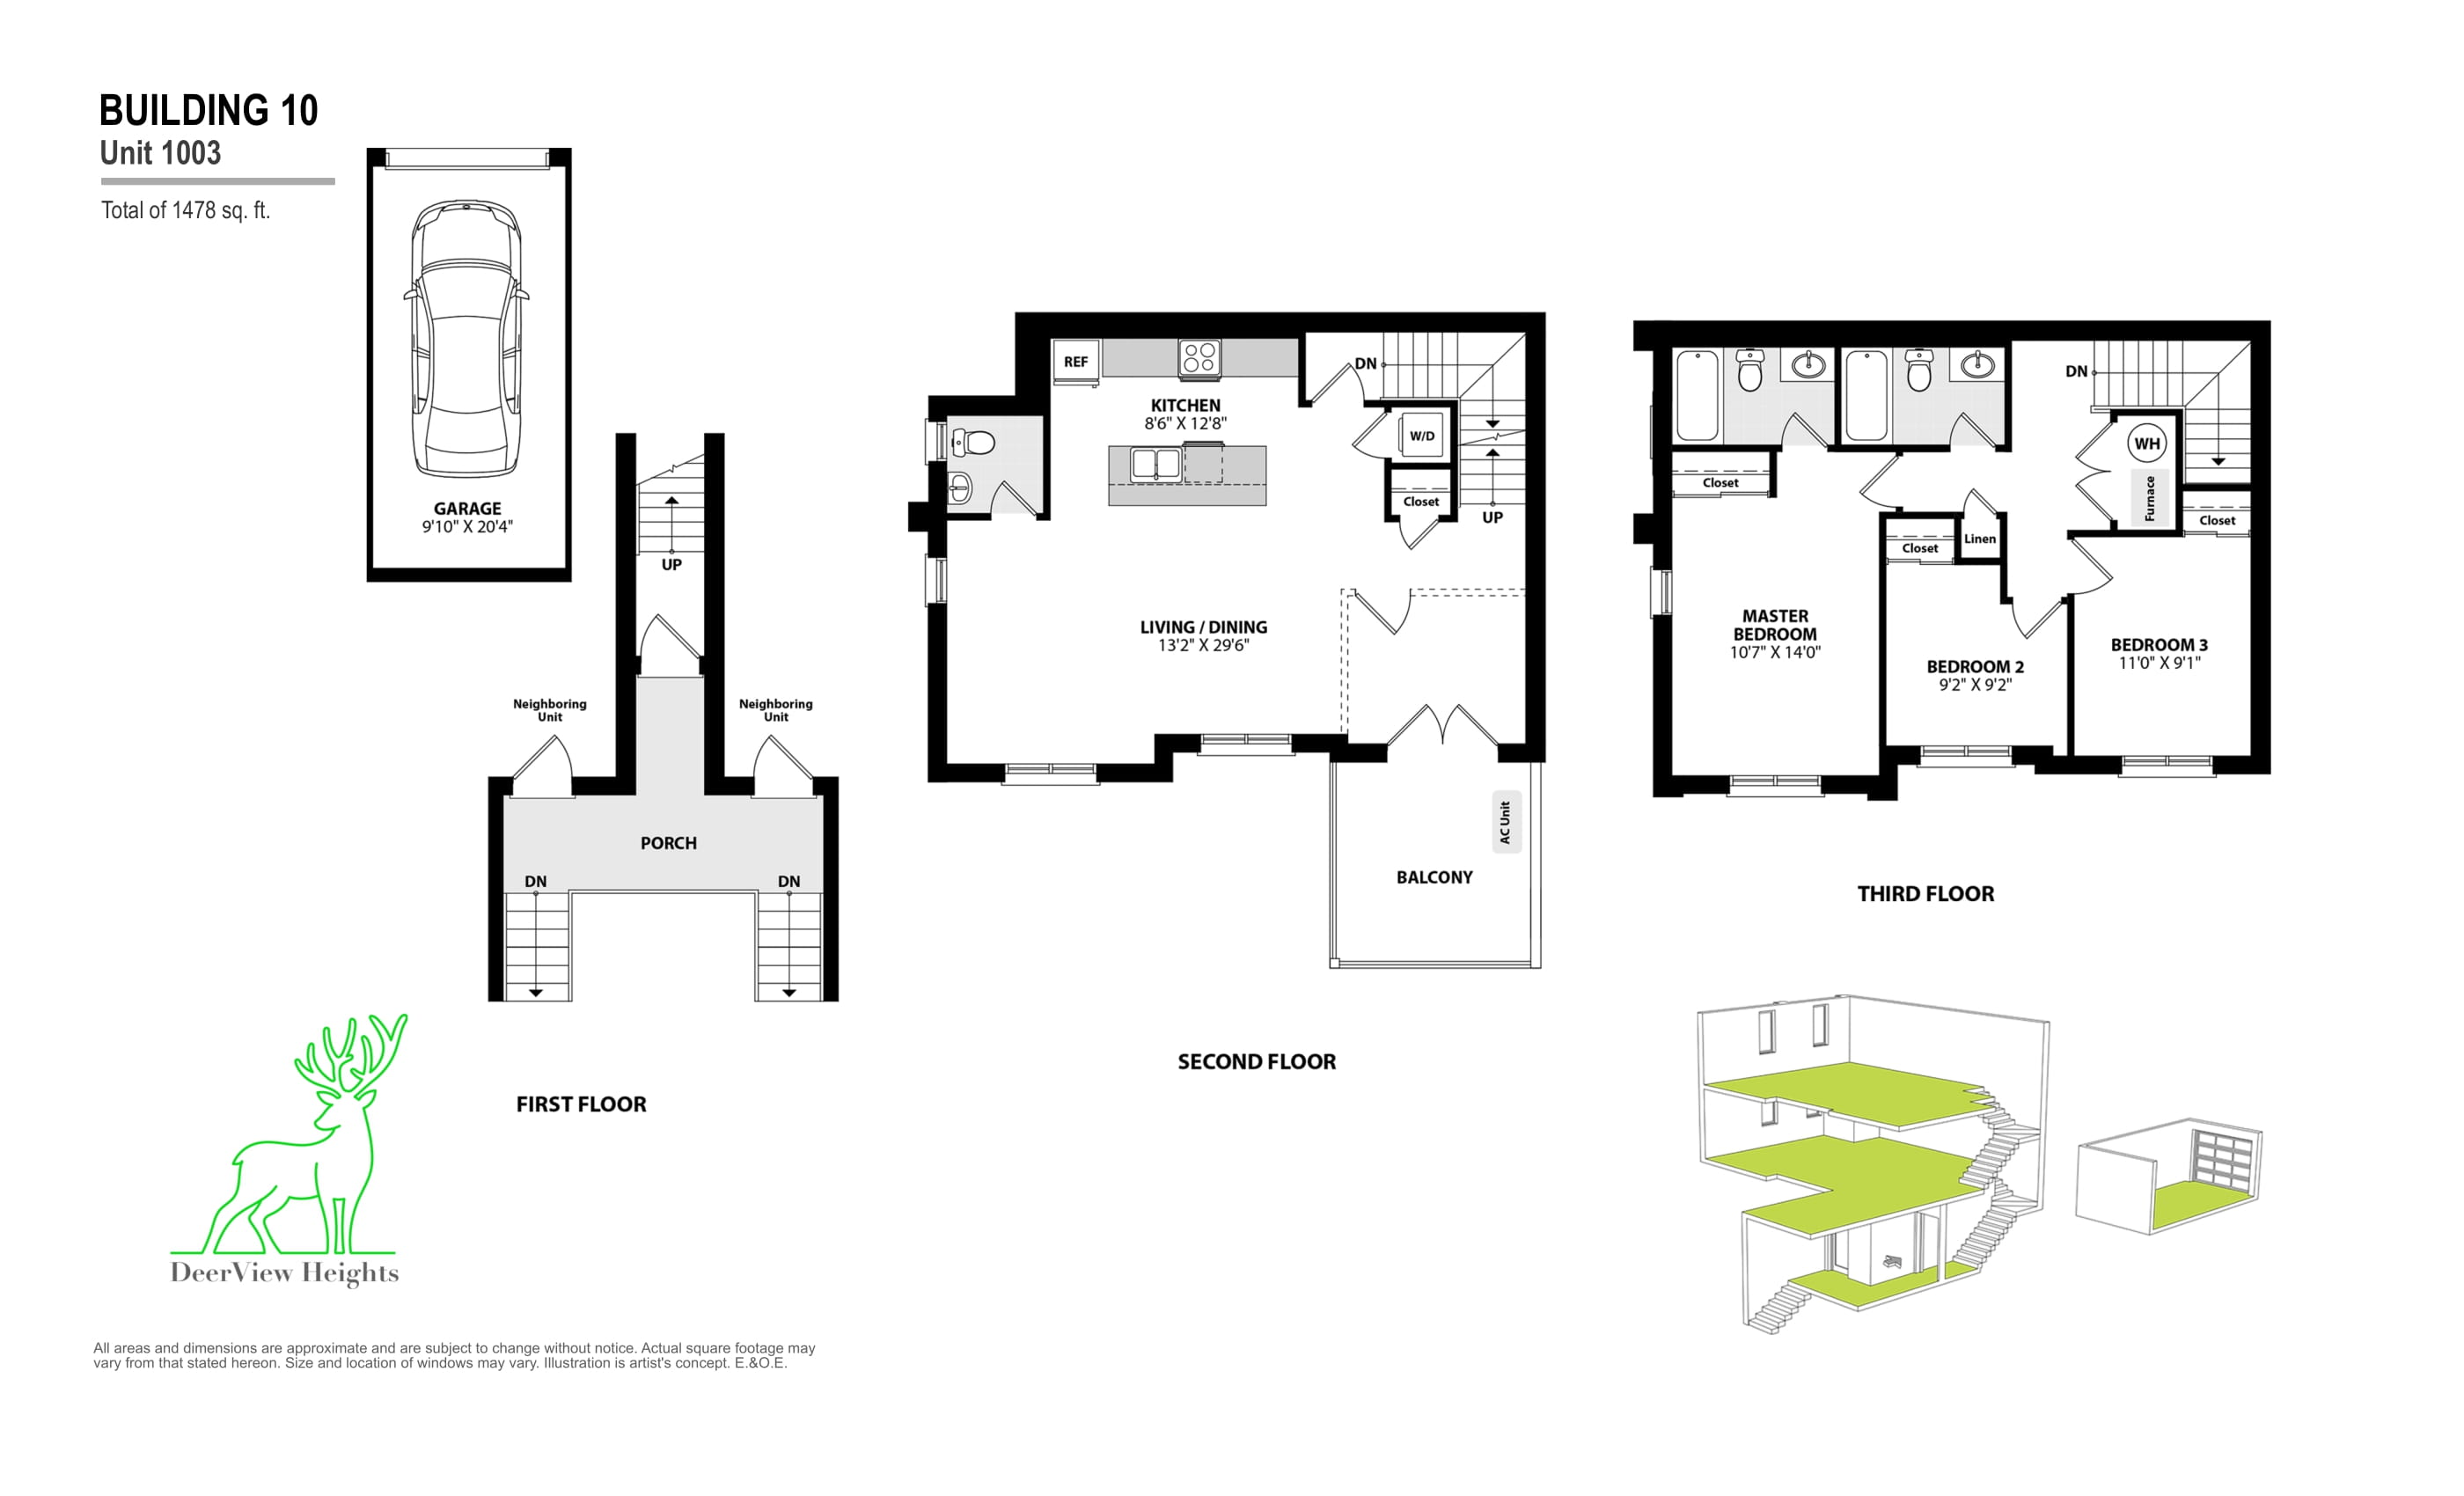 BUILDING 10
Unit 1003
Total of 1478 sq. ft.
GARAGE
9'10" X 20'4"
UP
Neighboring
Unit
Neighboring
Unit
PORCH
DN
DN
FIRST FLOOR
REF
KITCHEN
8'6" X 12'8"
DN
W/D
Closet
UP
LIVING / DINING
13'2" X 29'6"
AC Unit
BALCONY
SECOND FLOOR
DN
WH
Furnace
Closet
Closet
Closet
Linen
MASTER
BEDROOM
10'7" X 14'0"
BEDROOM 2
9'2" X 9'2"
BEDROOM 3
11'0" X 9'1"
THIRD FLOOR
DeerView Heights
All areas and dimensions are approximate and are subject to change without notice. Actual square footage may
vary from that stated hereon. Size and location of windows may vary. Illustration is artist's concept. E.&O.E.